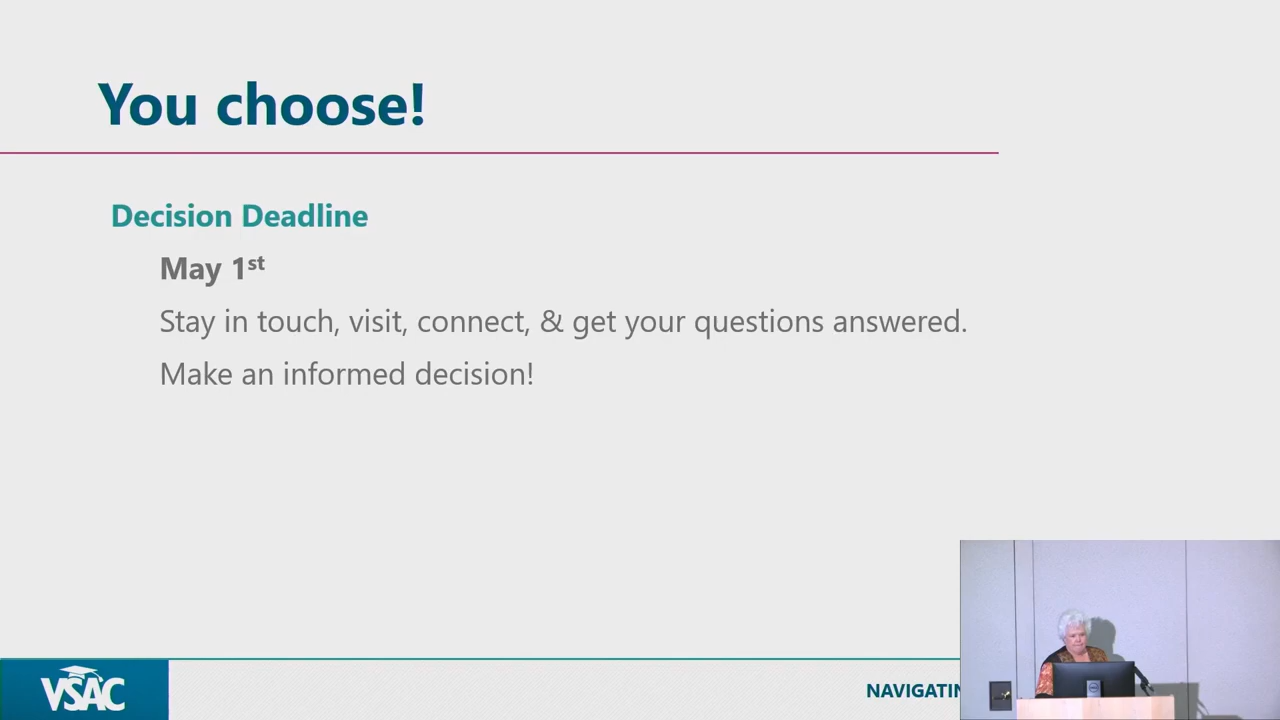 You choose!
Decision Deadline
May 1st
Stay in touch, visit, connect, & get your questions answered.
Make an informed decision!
VSAC